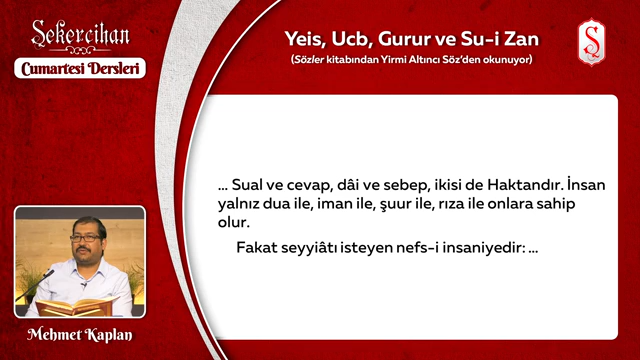 Şekercihan
Cumartesi Dersleri
Yeis, Ucb, Gurur ve Su-i Zan
(Sözler kitabından Yirmi Altıncı Söz'den okunuyor)
Ş
... Sual ve cevap, dâi ve sebep, ikisi de Haktandır. İnsan
yalnız dua ile, iman ile, şuur ile, rıza ile onlara sahip
olur.
Fakat seyyiâtı isteyen nefs-i insaniyedir: ...
Mehmet Kaplan